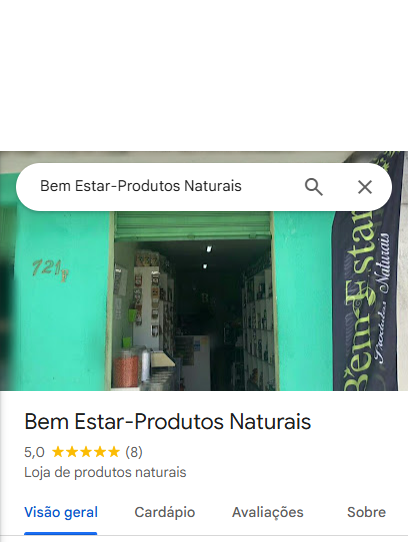 Bem Estar-Produtos Naturais
721
Bem Estar
Produtos Naturais
Bem Estar-Produtos Naturais
5,0 ★★★★★ (8)
Loja de produtos naturais
Visão geral Cardápio Avaliações Sobre